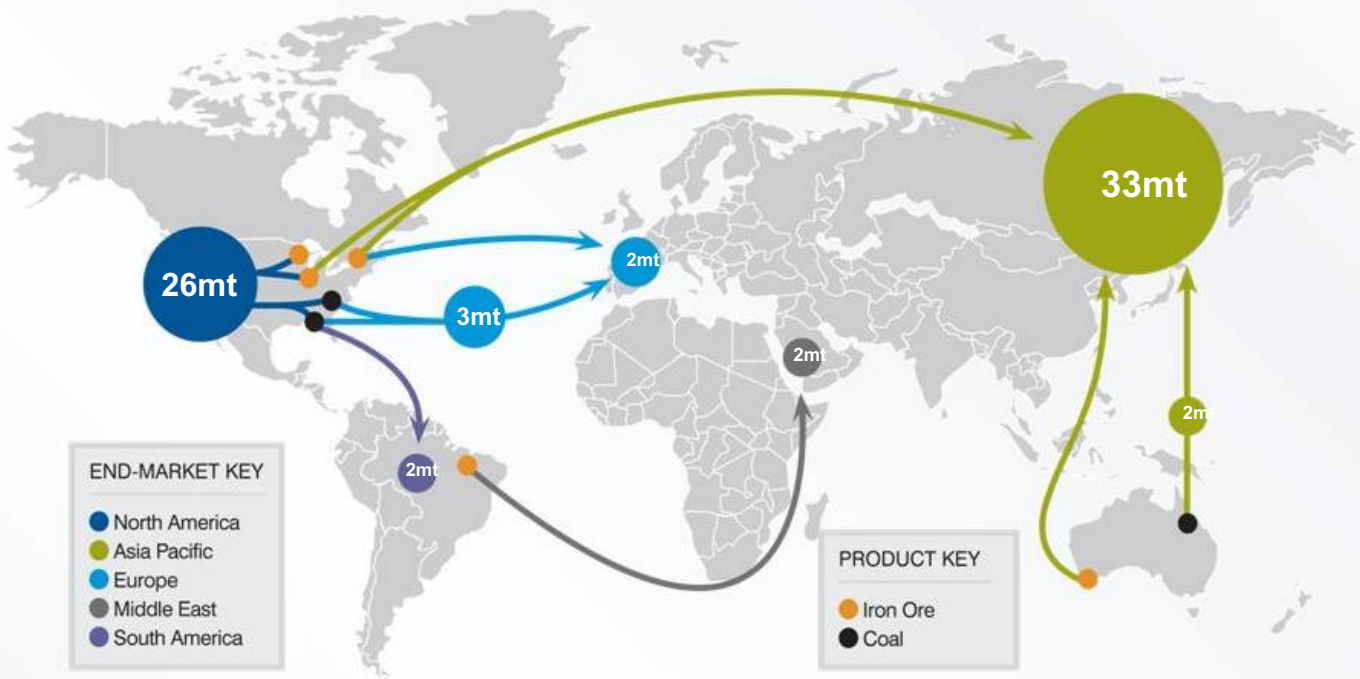 33mt
26mt
2mt
3mt
2mt
2mt
2mt
END-MARKET KEY
North America
Asia Pacific
Europe
Middle East
South America
PRODUCT KEY
Iron Ore
Coal